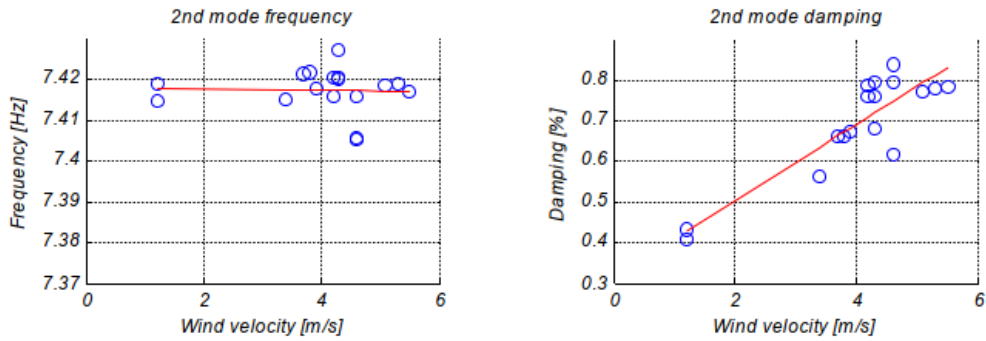 2nd mode frequency
7.42
7.41
7.4
7.39
7.38
7.37
0 2 4 6
Frequency [Hz]
Wind velocity [m/s]
2nd mode damping
0.8
0.7
0.6
0.5
0.4
0.3
0 2 4 6
Damping [%]
Wind velocity [m/s]